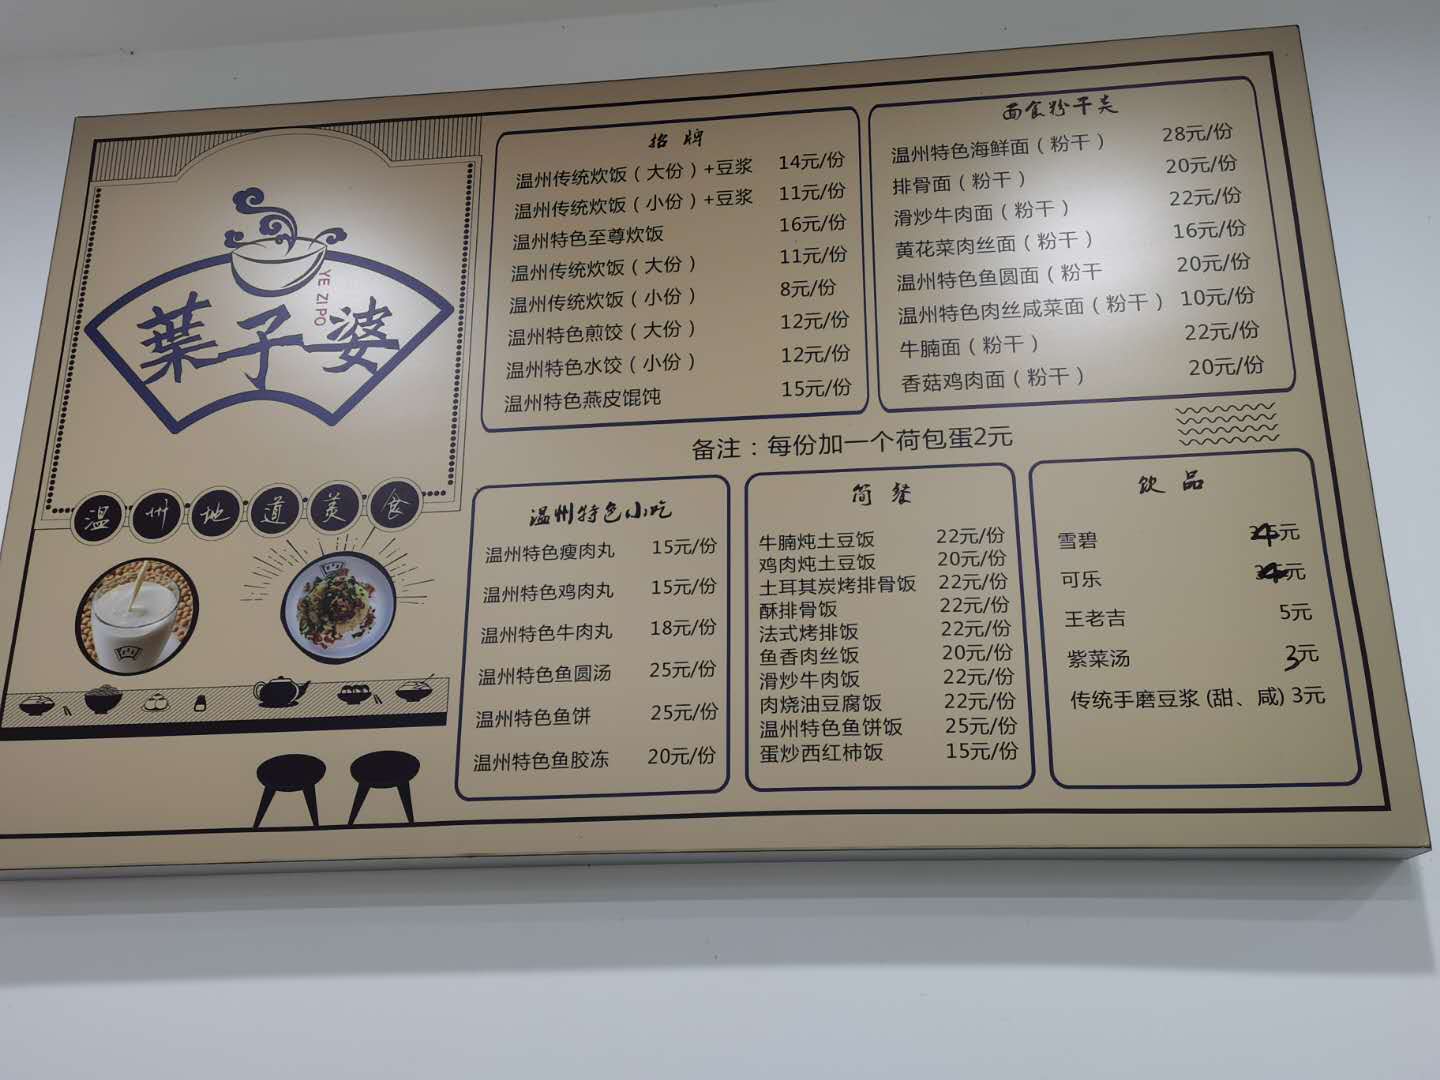 葉子婆
YE ZI PO
温州地道美食
招牌
温州传统炊饭（大份）+豆浆 14元/份
温州传统炊饭（小份）+豆浆 11元/份
温州特色至尊炊饭 16元/份
温州传统炊饭（大份） 11元/份
温州传统炊饭（小份） 8元/份
温州特色煎饺（大份） 12元/份
温州特色水饺（小份） 12元/份
温州特色燕皮馄饨 15元/份
面食粉干类
温州特色海鲜面（粉干） 28元/份
排骨面（粉干） 20元/份
滑炒牛肉面（粉干） 22元/份
黄花菜肉丝面（粉干） 16元/份
温州特色鱼圆面（粉干 20元/份
温州特色肉丝咸菜面（粉干） 10元/份
牛腩面（粉干） 22元/份
香菇鸡肉面（粉干） 20元/份
备注：每份加一个荷包蛋2元
温州特色小吃
温州特色瘦肉丸 15元/份
温州特色鸡肉丸 15元/份
温州特色牛肉丸 18元/份
温州特色鱼圆汤 25元/份
温州特色鱼饼 25元/份
温州特色鱼胶冻 20元/份
简餐
牛腩炖土豆饭 22元/份
鸡肉炖土豆饭 20元/份
土耳其炭烤排骨饭 22元/份
酥排骨饭 22元/份
法式烤排饭 22元/份
鱼香肉丝饭 20元/份
滑炒牛肉饭 22元/份
肉烧油豆腐饭 22元/份
温州特色鱼饼饭 25元/份
蛋炒西红柿饭 15元/份
饮品
雪碧 4元
可乐 4元
王老吉 5元
紫菜汤 3元
传统手磨豆浆 (甜、咸) 3元